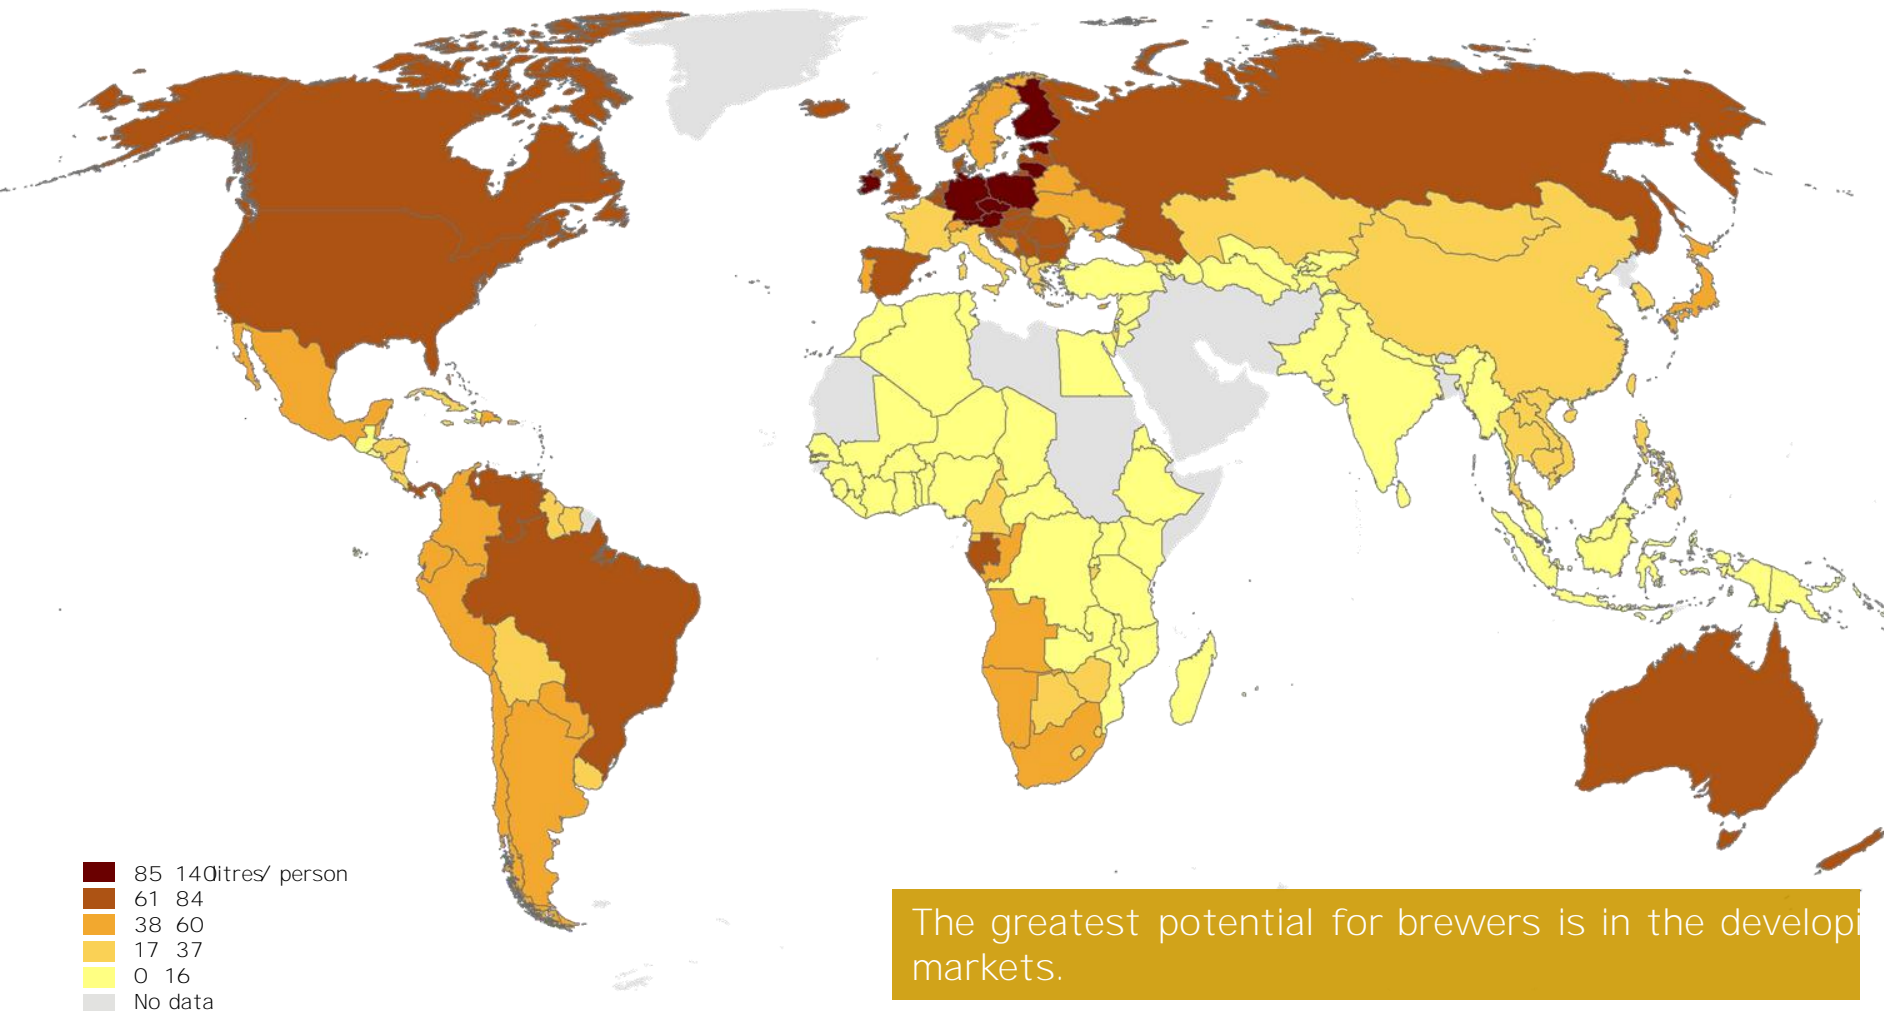 85 140litres/ person
61 84
38 60
17 37
0 16
No data
The greatest potential for brewers is in the developi
markets.